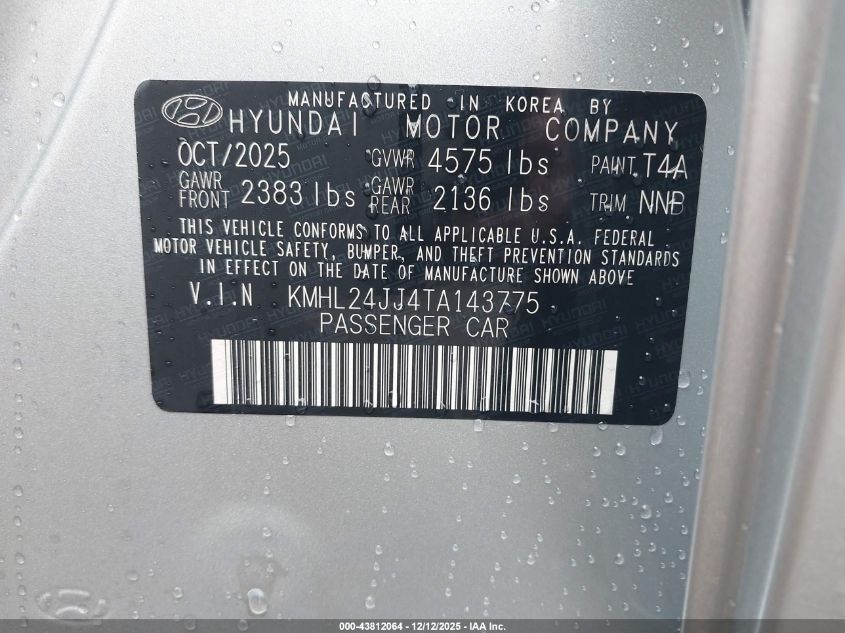 MANUFACTURED IN KOREA BY
HYUNDAI MOTOR COMPANY
OCT/2025 GVWR 4575 lbs PAINT T4A
GAWR FRONT 2383 lbs GAWR REAR 2136 lbs TRIM NNB
THIS VEHICLE CONFORMS TO ALL APPLICABLE U.S.A. FEDERAL
MOTOR VEHICLE SAFETY, BUMPER, AND THEFT PREVENTION STANDARDS
IN EFFECT ON THE DATE OF MANUFACTURE SHOWN ABOVE
V.I.N KMHL24JJ4TA143775
PASSENGER CAR
000-43812064 - 12/12/2025 - IAA Inc.